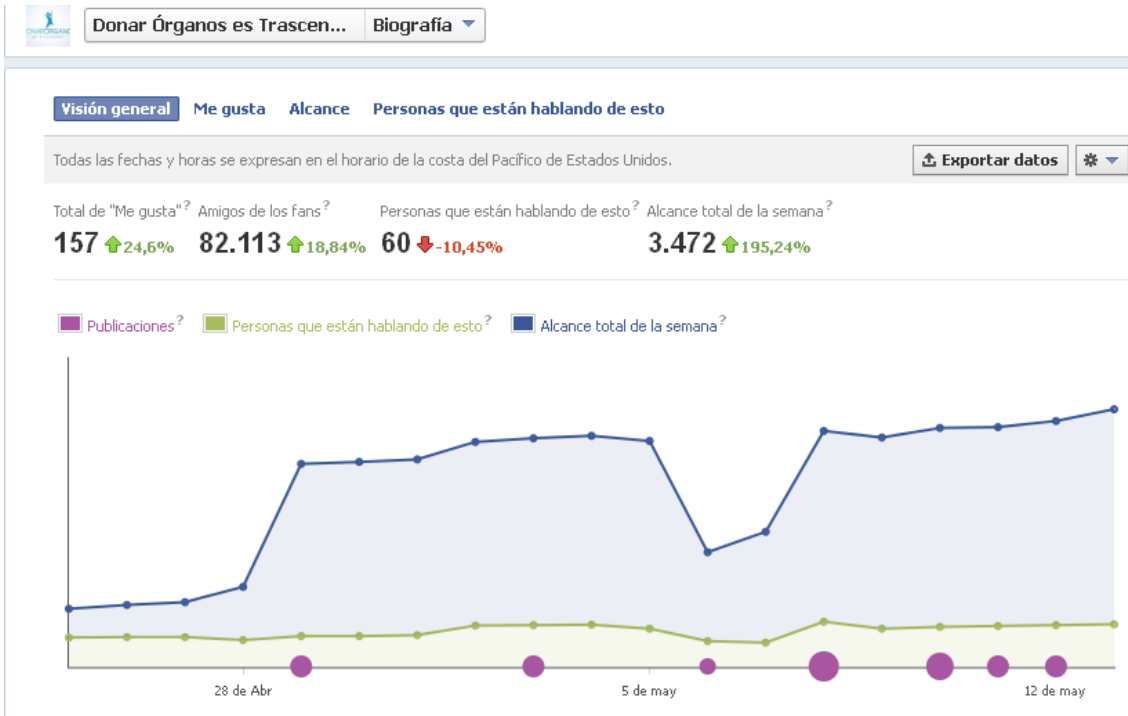 Donar Órganos es Trascen... Biografía
Visión general Me gusta Alcance Personas que están hablando de esto
Todas las fechas y horas se expresan en el horario de la costa del Pacífico de Estados Unidos. Exportar datos
Total de "Me gusta"? Amigos de los fans? Personas que están hablando de esto? Alcance total de la semana?
157 24,6% 82.113 18,84% 60 -10,45% 3.472 195,24%
Publicaciones? Personas que están hablando de esto? Alcance total de la semana?
28 de Abr 5 de may 12 de may